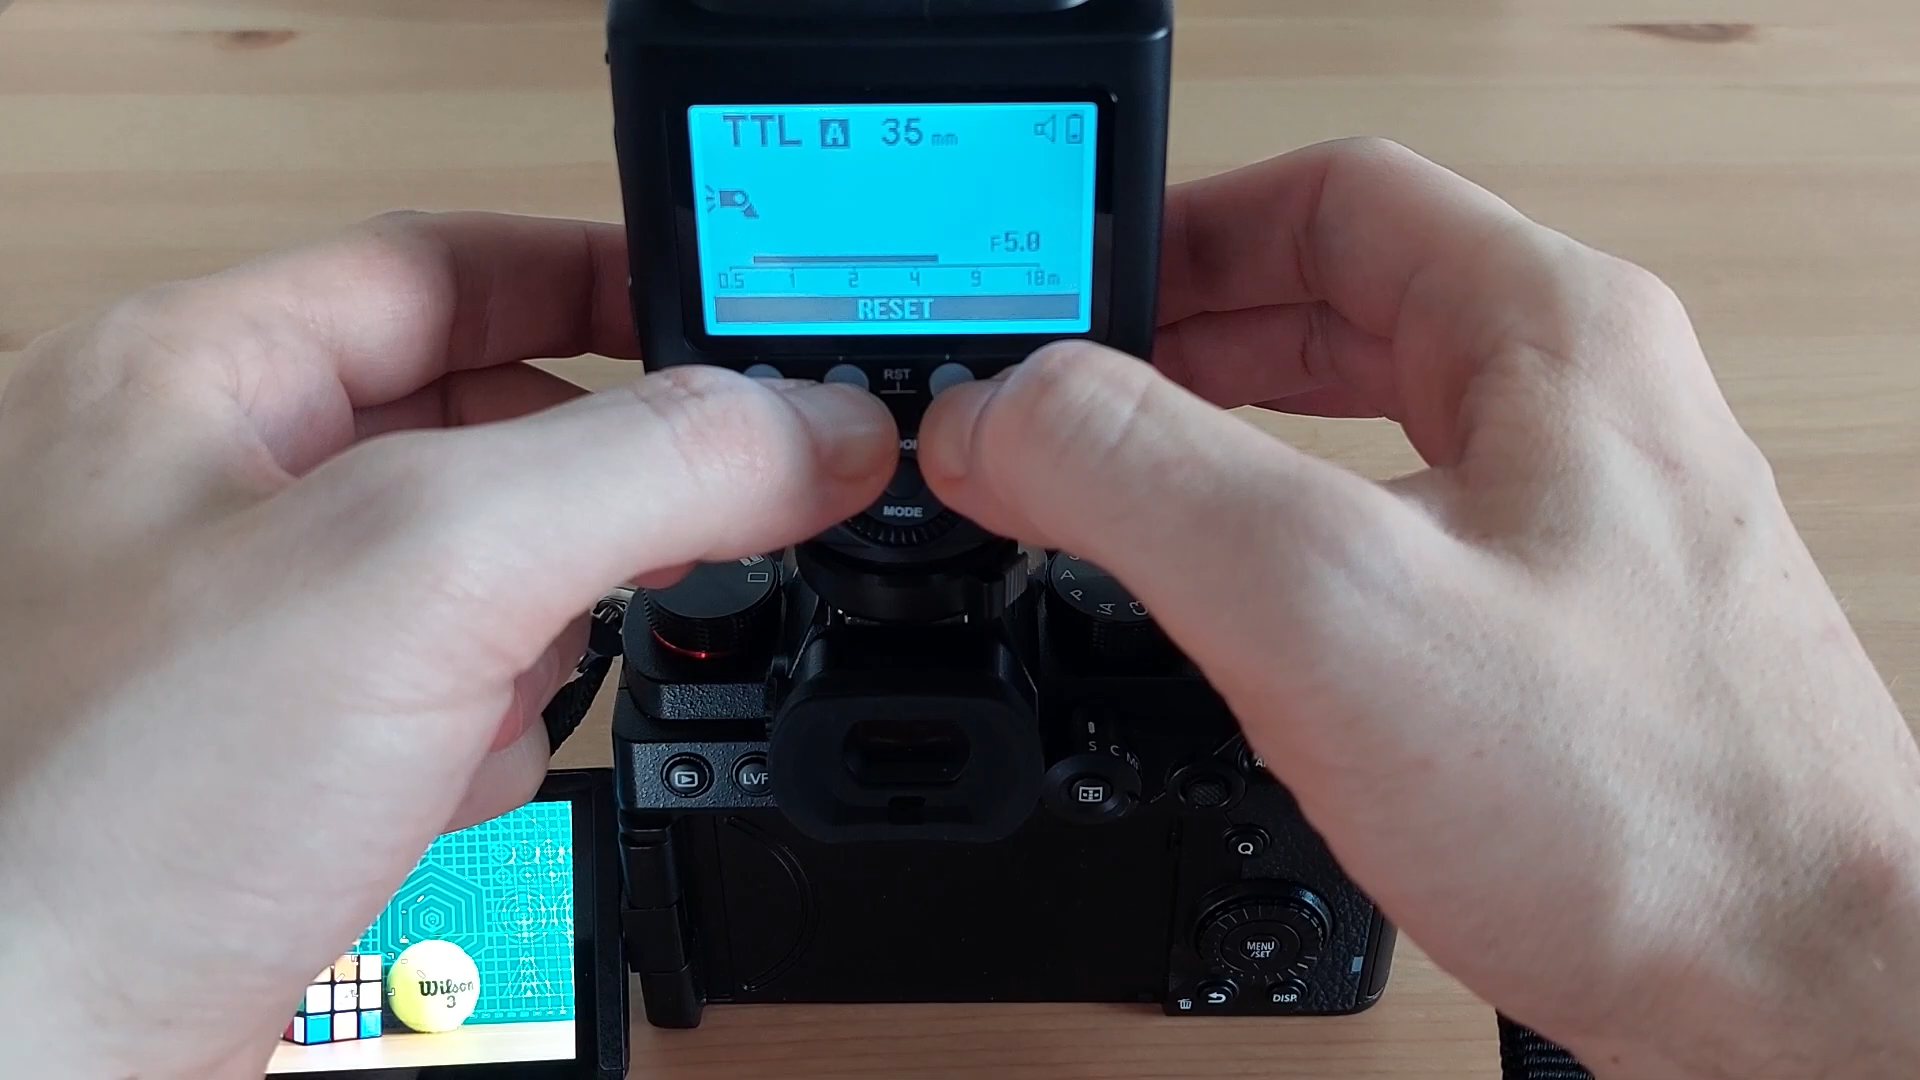 TTL A 35 mm
F5.0
0.5 1 2 4 9 18m
RESET
RST
MODE
A
P
iA
LVF
S C M
Q
MENU
/SET
DISP.
Wilson
3